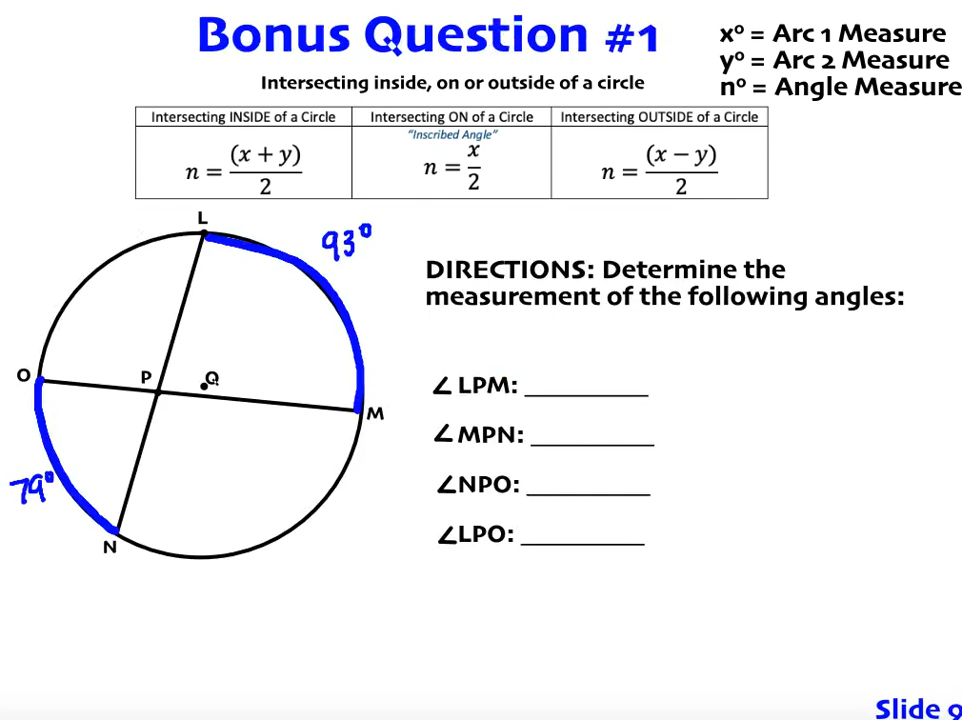 Bonus Question #1
x° = Arc 1 Measure
y° = Arc 2 Measure
n° = Angle Measure
Intersecting inside, on or outside of a circle
Intersecting INSIDE of a Circle
n = (x + y)/2
Intersecting ON of a Circle
"Inscribed Angle"
n = x/2
Intersecting OUTSIDE of a Circle
n = (x − y)/2
L
93°
O
P
Q
M
79°
N
DIRECTIONS: Determine the
measurement of the following angles:
∠LPM: __________
∠MPN: __________
∠NPO: __________
∠LPO: __________
Slide 9